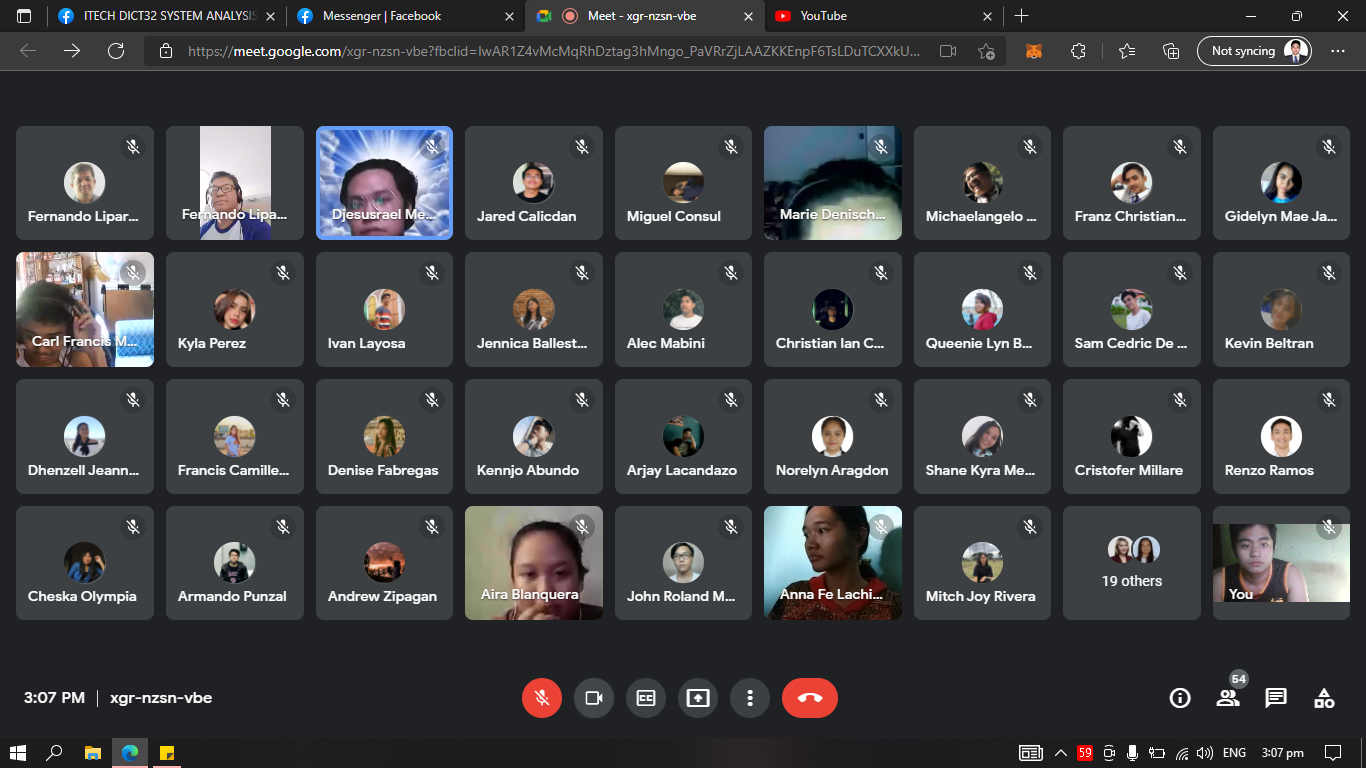 ITECH DICT32 SYSTEM ANALYSIS
Messenger | Facebook
Meet - xgr-nzsn-vbe
YouTube
https://meet.google.com/xgr-nzsn-vbe?fbclid=IwAR1Z4vMcMqRhDztag3hMngo_PaVRrZjLAAZKKEnpF6TsLDuTCXXkU...
Not syncing
Fernando Lipar...
Fernando Lipa...
Djesusrael Me...
Jared Calicdan
Miguel Consul
Marie Denisch...
Michaelangelo ...
Franz Christian...
Gidelyn Mae Ja...
Carl Francis M...
Kyla Perez
Ivan Layosa
Jennica Ballest...
Alec Mabini
Christian Ian C...
Queenie Lyn B...
Sam Cedric De ...
Kevin Beltran
Dhenzell Jeann...
Francis Camille...
Denise Fabregas
Kennjo Abundo
Arjay Lacandazo
Norelyn Aragdon
Shane Kyra Me...
Cristofer Millare
Renzo Ramos
Cheska Olympia
Armando Punzal
Andrew Zipagan
Aira Blanquera
John Roland M...
Anna Fe Lachi...
Mitch Joy Rivera
19 others
You
3:07 PM | xgr-nzsn-vbe
54
59
ENG
3:07 pm